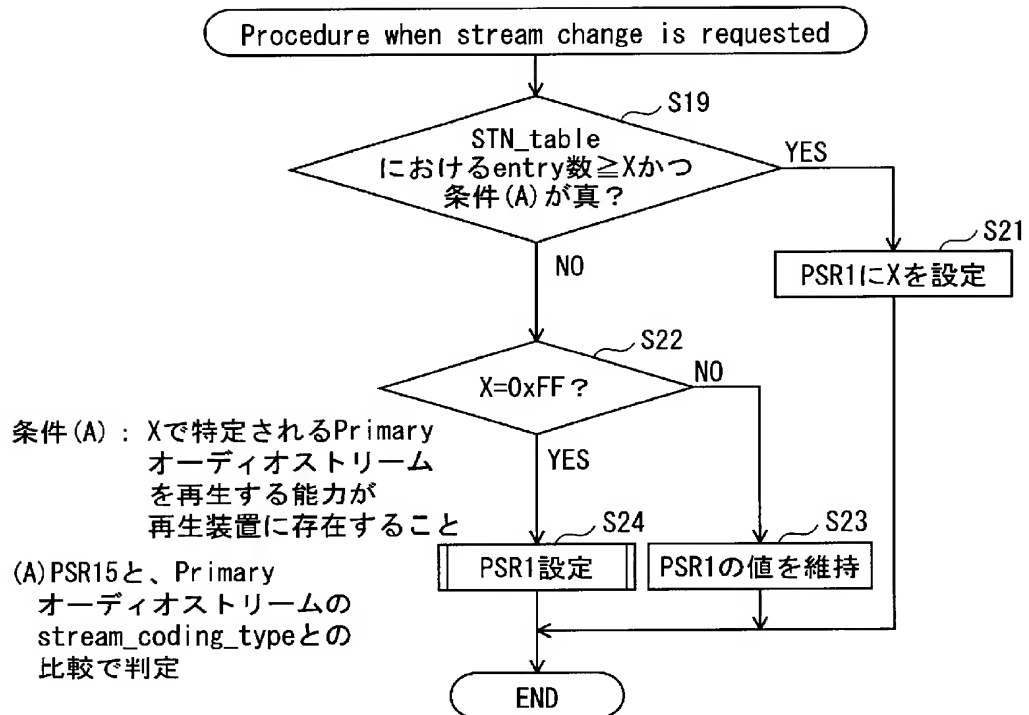 Procedure when stream change is requested
S19
STN_table
におけるentry数≧Xかつ
条件(A)が真？
YES
S21
PSR1にXを設定
NO
S22
X=0xFF？
NO
YES
条件(A)：Xで特定されるPrimary
オーディオストリーム
を再生する能力が
再生装置に存在すること
(A)PSR15と、Primary
オーディオストリームの
stream_coding_typeとの
比較で判定
S24
PSR1設定
S23
PSR1の値を維持
END